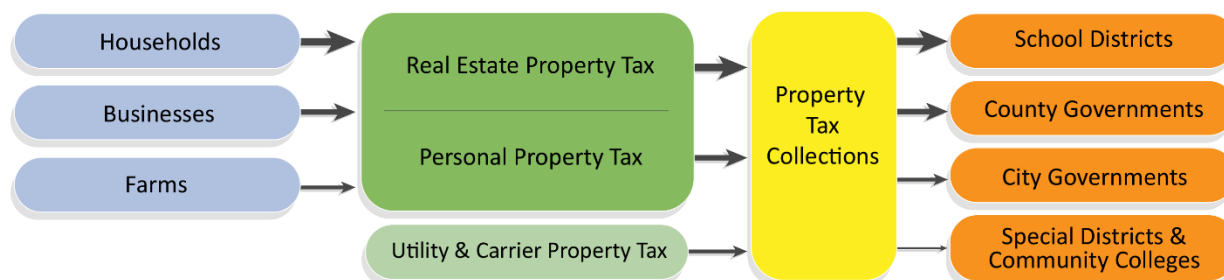 Households
Businesses
Farms
Real Estate Property Tax
Personal Property Tax
Utility & Carrier Property Tax
Property
Tax
Collections
School Districts
County Governments
City Governments
Special Districts &
Community Colleges